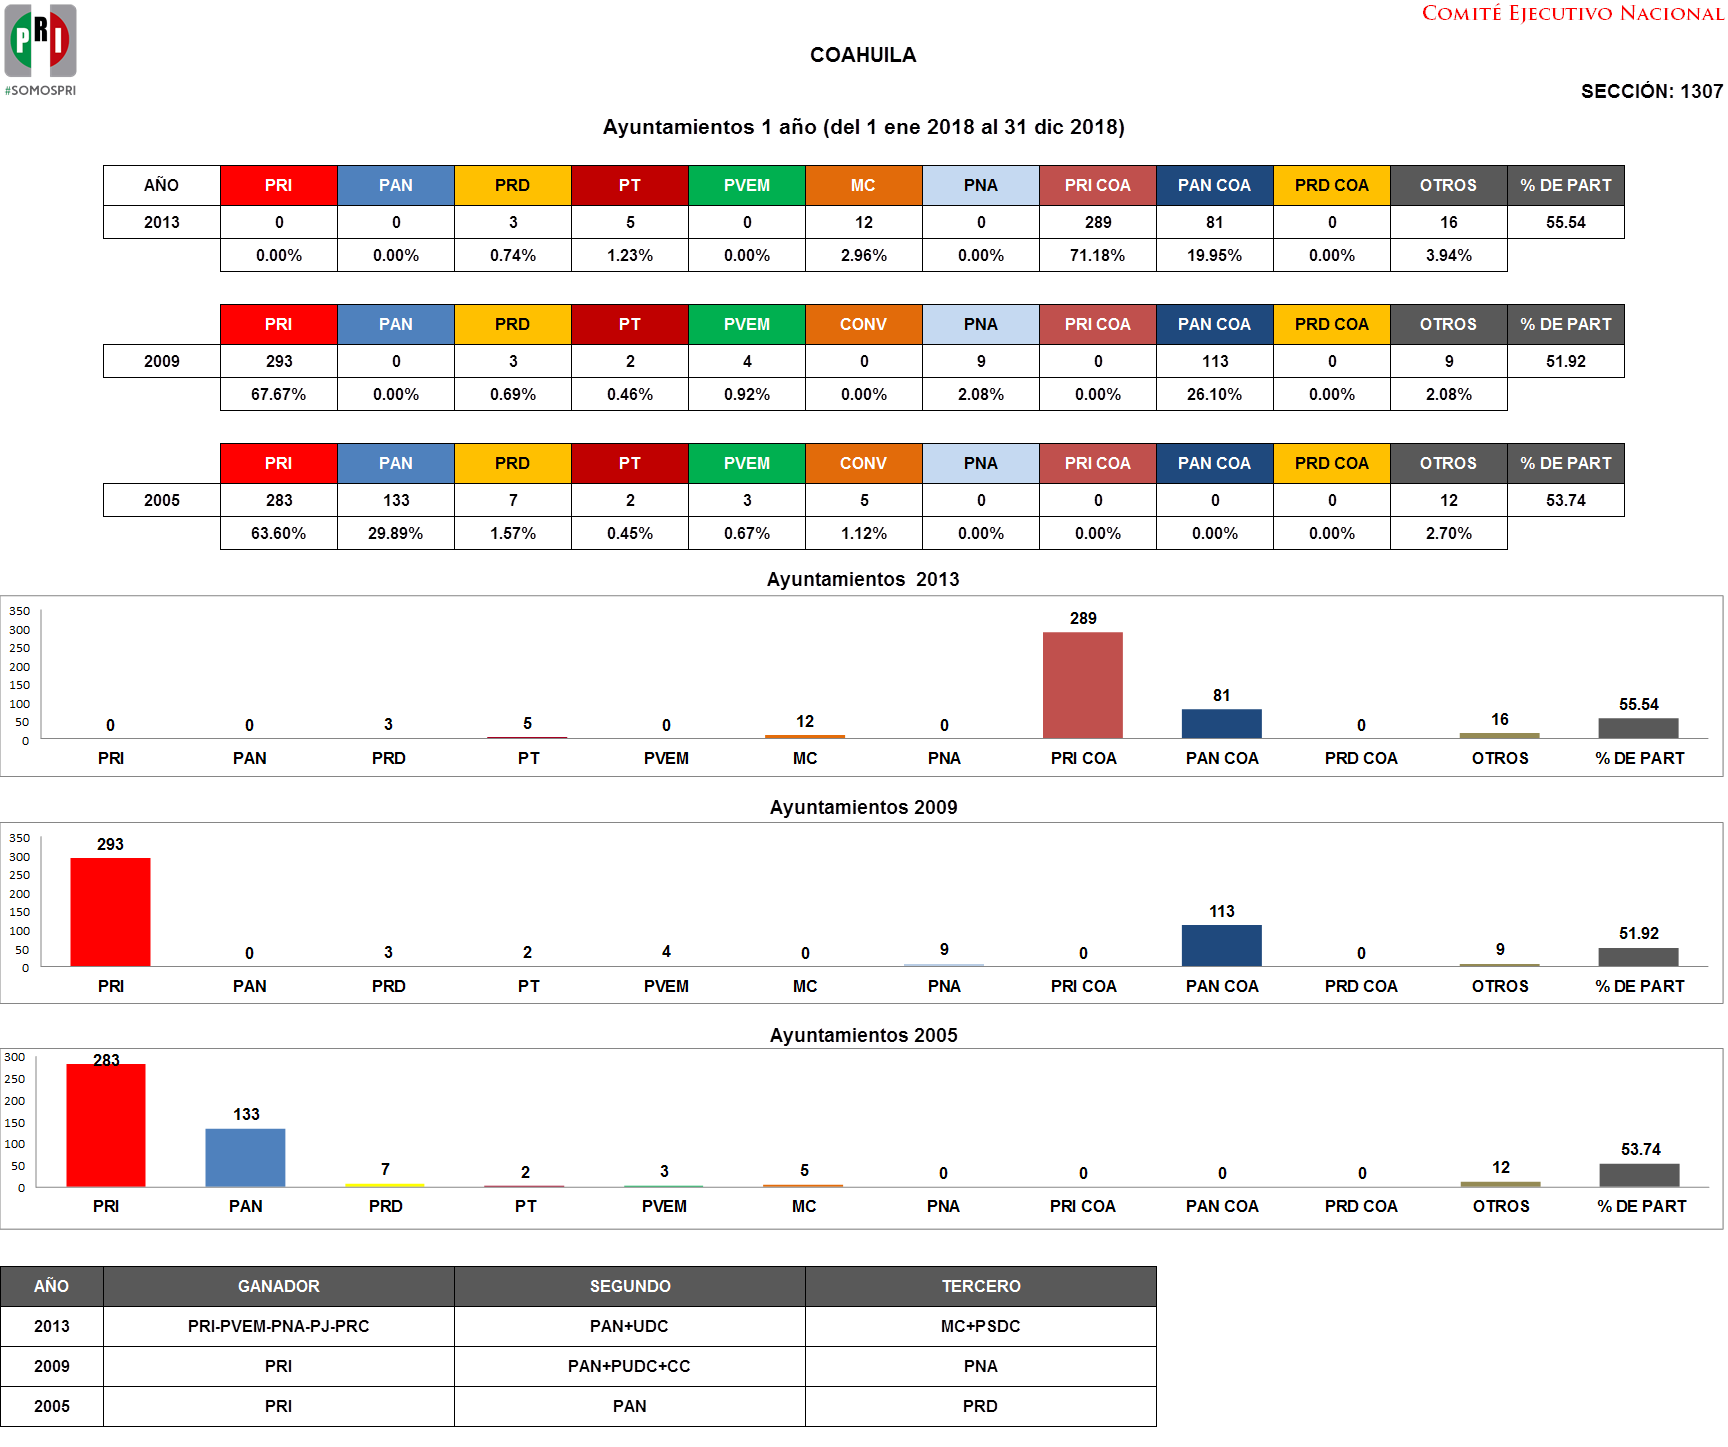 COMITÉ EJECUTIVO NACIONAL
PRI
#SOMOSPRI
COAHUILA
SECCIÓN: 1307
Ayuntamientos 1 año (del 1 ene 2018 al 31 dic 2018)
AÑO PRI PAN PRD PT PVEM MC PNA PRI COA PAN COA PRD COA OTROS % DE PART
2013 0 0 3 5 0 12 0 289 81 0 16 55.54
0.00% 0.00% 0.74% 1.23% 0.00% 2.96% 0.00% 71.18% 19.95% 0.00% 3.94%
PRI PAN PRD PT PVEM CONV PNA PRI COA PAN COA PRD COA OTROS % DE PART
2009 293 0 3 2 4 0 9 0 113 0 9 51.92
67.67% 0.00% 0.69% 0.46% 0.92% 0.00% 2.08% 0.00% 26.10% 0.00% 2.08%
PRI PAN PRD PT PVEM CONV PNA PRI COA PAN COA PRD COA OTROS % DE PART
2005 283 133 7 2 3 5 0 0 0 0 12 53.74
63.60% 29.89% 1.57% 0.45% 0.67% 1.12% 0.00% 0.00% 0.00% 0.00% 2.70%
Ayuntamientos 2013
350
300
250
200
150
100
50
0
0 0 3 5 0 12 0 289 81 0 16 55.54
PRI PAN PRD PT PVEM MC PNA PRI COA PAN COA PRD COA OTROS % DE PART
Ayuntamientos 2009
350
300
250
200
150
100
50
0
293 0 3 2 4 0 9 0 113 0 9 51.92
PRI PAN PRD PT PVEM MC PNA PRI COA PAN COA PRD COA OTROS % DE PART
Ayuntamientos 2005
300
250
200
150
100
50
0
283 133 7 2 3 5 0 0 0 0 12 53.74
PRI PAN PRD PT PVEM MC PNA PRI COA PAN COA PRD COA OTROS % DE PART
AÑO GANADOR SEGUNDO TERCERO
2013 PRI-PVEM-PNA-PJ-PRC PAN+UDC MC+PSDC
2009 PRI PAN+PUDC+CC PNA
2005 PRI PAN PRD